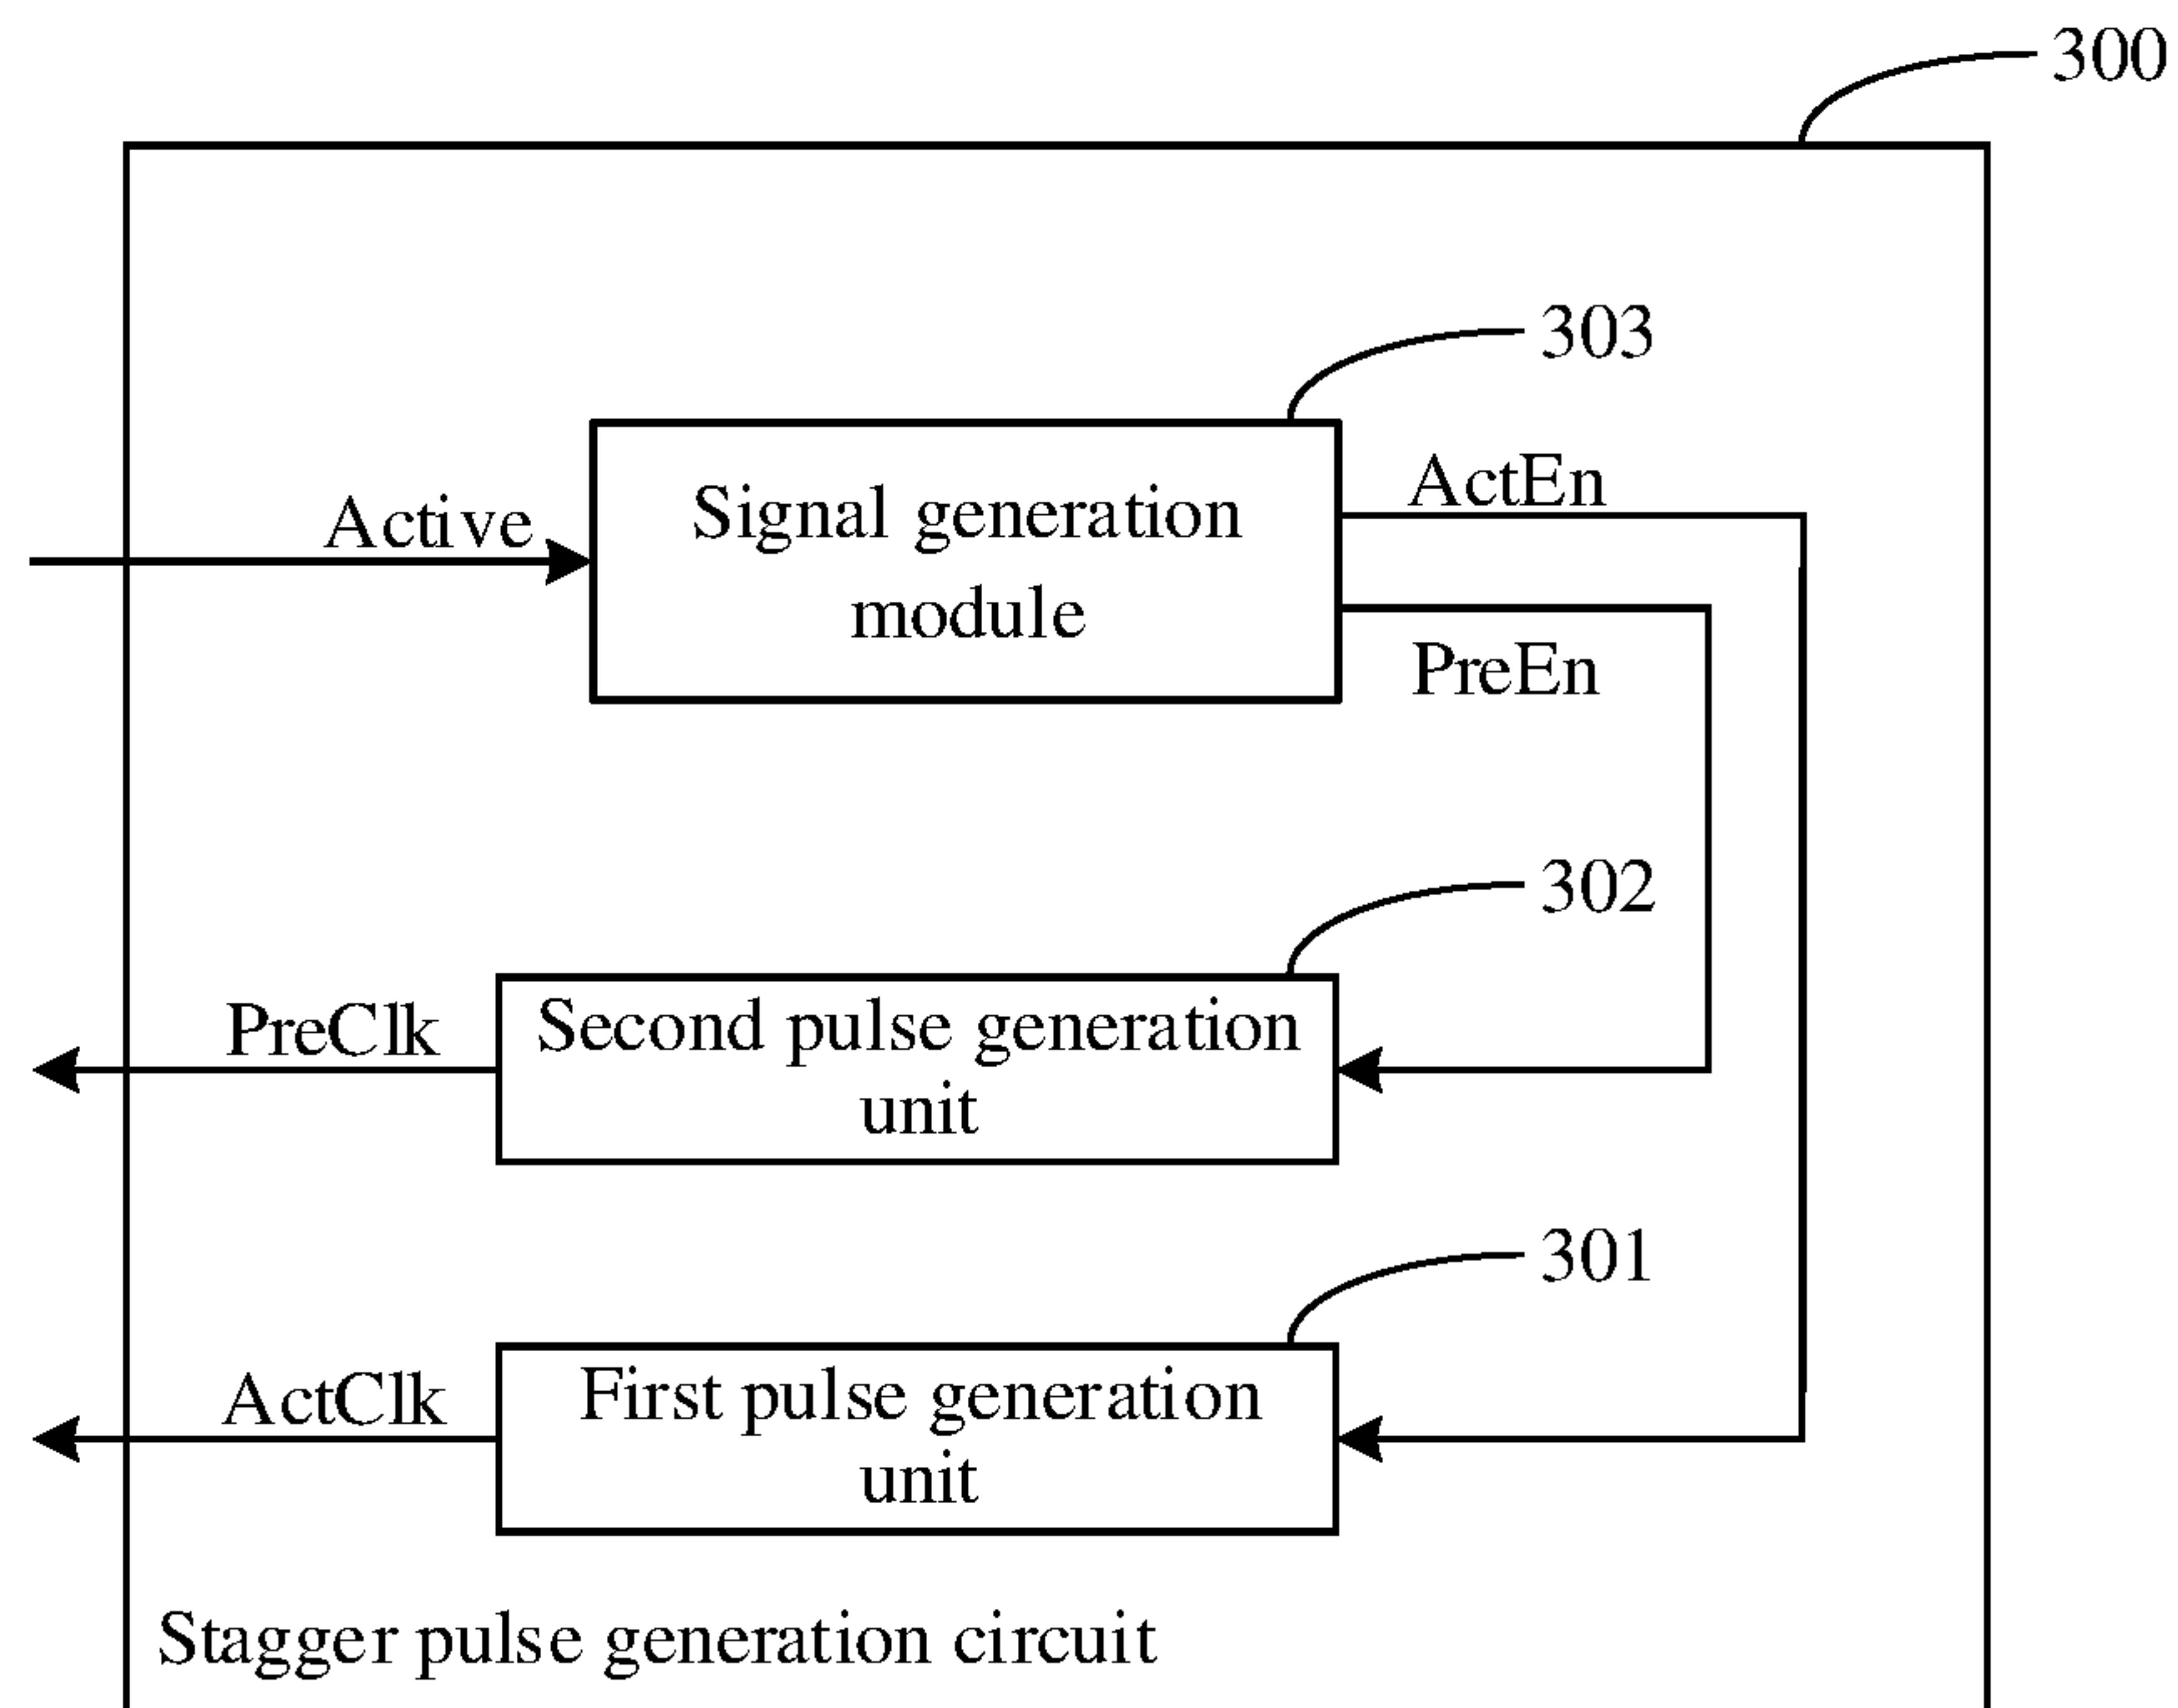 300
303
ActEn
Active
Signal generation
module
PreEn
302
PreClk
Second pulse generation
unit
301
ActClk
First pulse generation
unit
Stagger pulse generation circuit